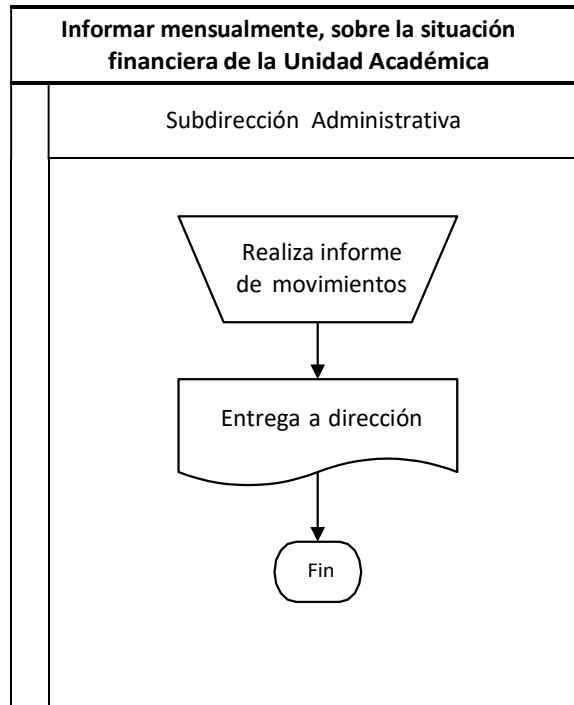 Informar mensualmente, sobre la situación
financiera de la Unidad Académica
Subdirección Administrativa
Realiza informe
de movimientos
Entrega a dirección
Fin